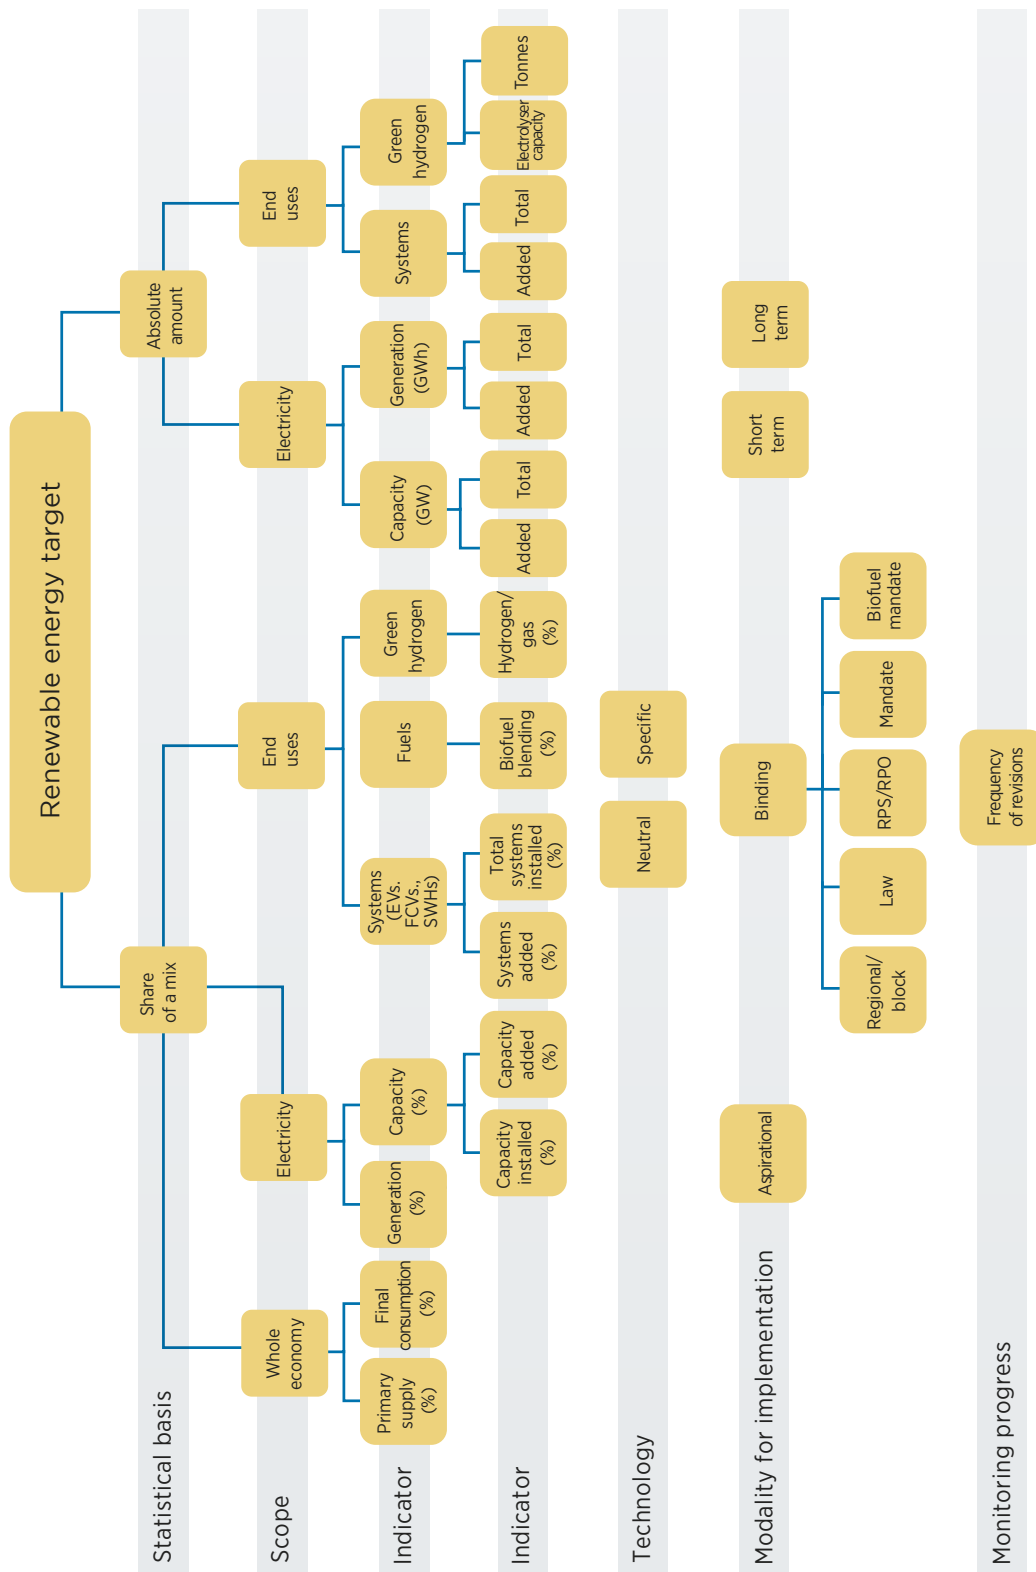 Renewable energy target
Statistical basis
Share
of a mix
Absolute
amount
Scope
Whole
economy
Electricity
End
uses
Electricity
End
uses
Indicator
Primary
supply
(%)
Final
consumption
(%)
Generation
(%)
Capacity
(%)
Systems
(EVs.
FCVs.,
SWHs)
Fuels
Green
hydrogen
Capacity
(GW)
Generation
(GWh)
Systems
Green
hydrogen
Indicator
Capacity
installed
(%)
Capacity
added
(%)
Systems
added
(%)
Total
systems
installed
(%)
Biofuel
blending
(%)
Hydrogen/
gas
(%)
Added
Total
Added
Total
Added
Total
Electrolyser
capacity
Tonnes
Technology
Neutral
Specific
Modality for implementation
Aspirational
Binding
Short
term
Long
term
Regional/
block
Law
RPS/RPO
Mandate
Biofuel
mandate
Monitoring progress
Frequency
of revisions